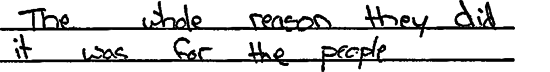 The whole reason they did
it was for the people